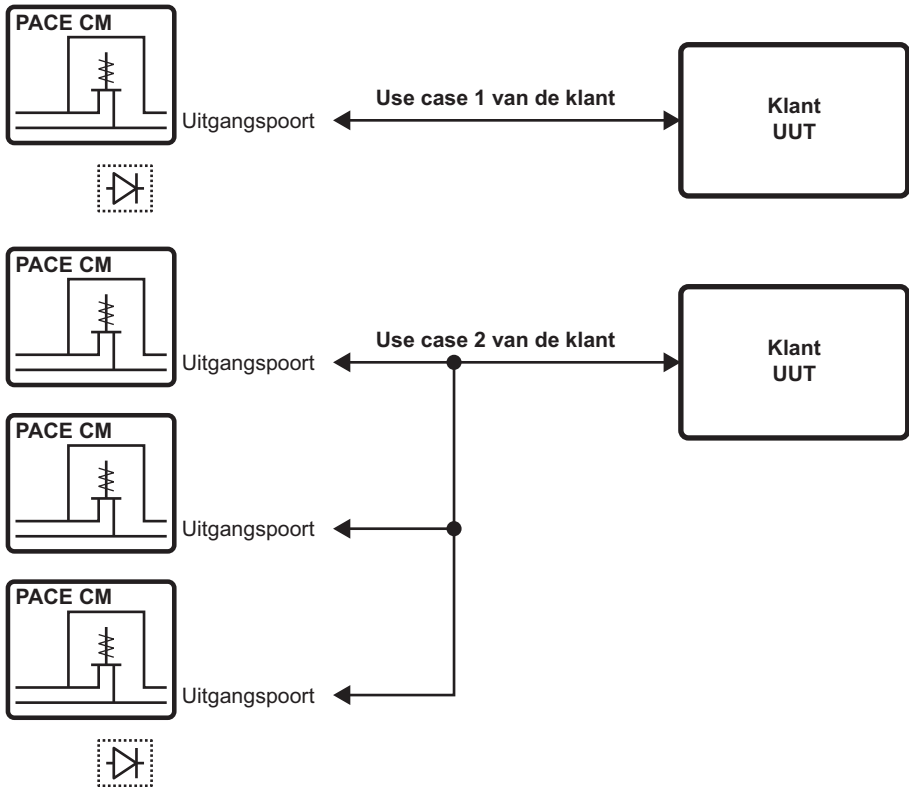 PACE CM
Uitgangspoort
Use case 1 van de klant
Klant
UUT
PACE CM
Uitgangspoort
Use case 2 van de klant
Klant
UUT
PACE CM
Uitgangspoort
PACE CM
Uitgangspoort